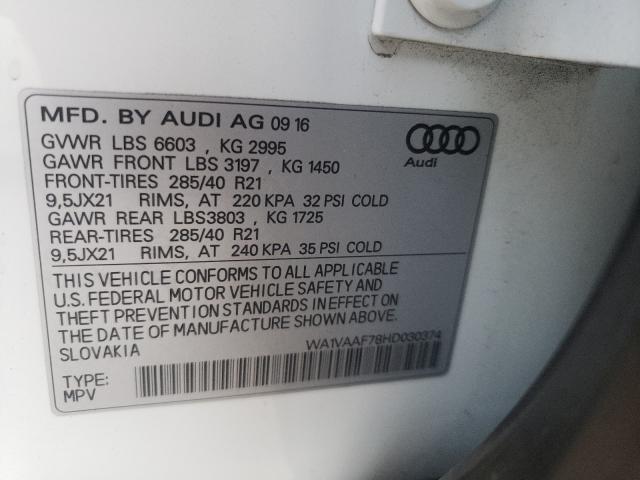 MFD. BY AUDI AG 09 16
GVWR LBS 6603 , KG 2995
GAWR FRONT LBS 3197 , KG 1450
FRONT-TIRES 285/40 R21
9,5JX21 RIMS, AT 220 KPA 32 PSI COLD
GAWR REAR LBS3803 , KG 1725
REAR-TIRES 285/40 R21
9,5JX21 RIMS, AT 240 KPA 35 PSI COLD
Audi
THIS VEHICLE CONFORMS TO ALL APPLICABLE
U.S. FEDERAL MOTOR VEHICLE SAFETY AND
THEFT PREVENTION STANDARDS IN EFFECT ON
THE DATE OF MANUFACTURE SHOWN ABOVE.
SLOVAKIA
WA1VAAF78HD030374
TYPE:
MPV